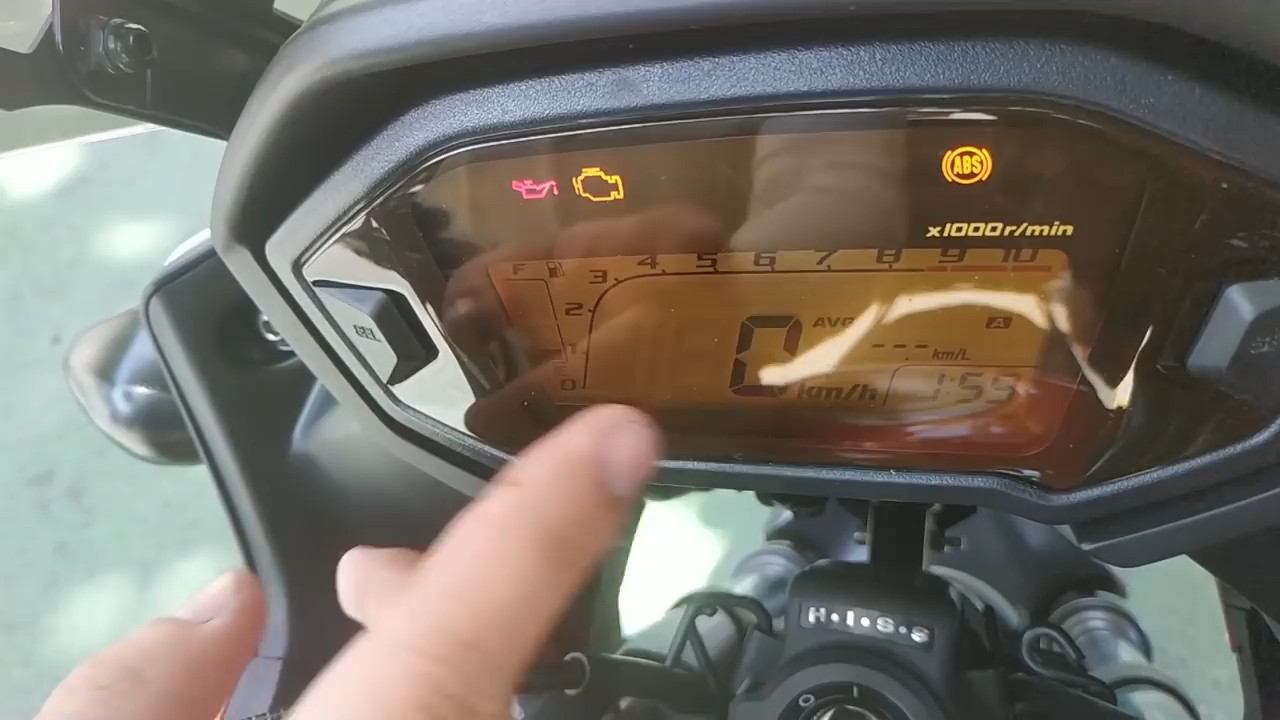 ABS
x1000r/min
F 3 4 5 6 7 8 9 10
2
1
0
SEL
0 km/h
AVG
A
---
km/L
1:55
H·I·S·S